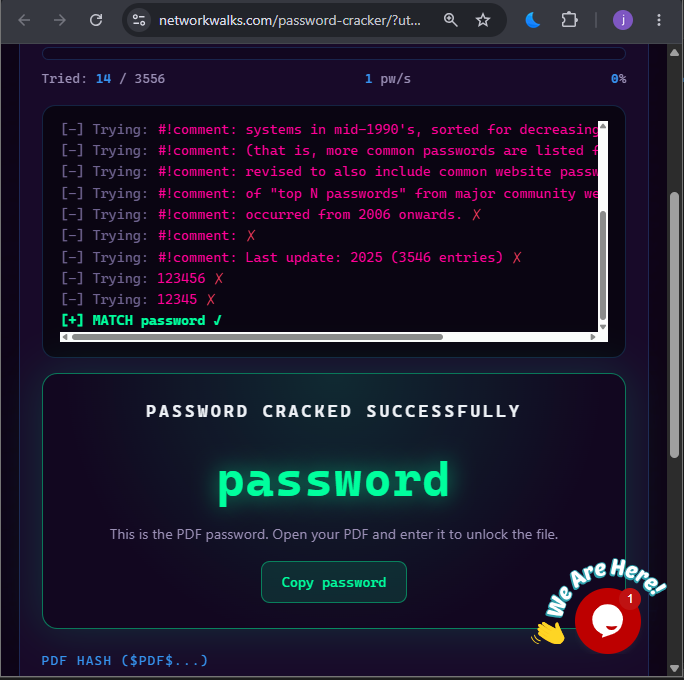 networkwalks.com/password-cracker/?ut...
j
Tried: 14 / 3556
1 pw/s
0%
[−] Trying: #!comment: systems in mid-1990's, sorted for decreasing
[−] Trying: #!comment: (that is, more common passwords are listed f
[−] Trying: #!comment: revised to also include common website passw
[−] Trying: #!comment: of "top N passwords" from major community we
[−] Trying: #!comment: occurred from 2006 onwards. ✗
[−] Trying: #!comment: ✗
[−] Trying: #!comment: Last update: 2025 (3546 entries) ✗
[−] Trying: 123456 ✗
[−] Trying: 12345 ✗
[+] MATCH password ✓
PASSWORD CRACKED SUCCESSFULLY
password
This is the PDF password. Open your PDF and enter it to unlock the file.
Copy password
We Are Here!
1
PDF HASH ($PDF$...)